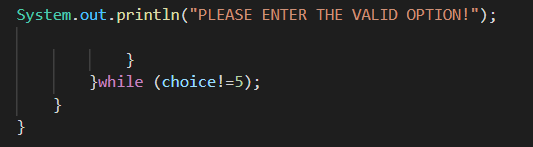 System.out.println("PLEASE ENTER THE VALID OPTION!");
}
}while (choice!=5);
}
}